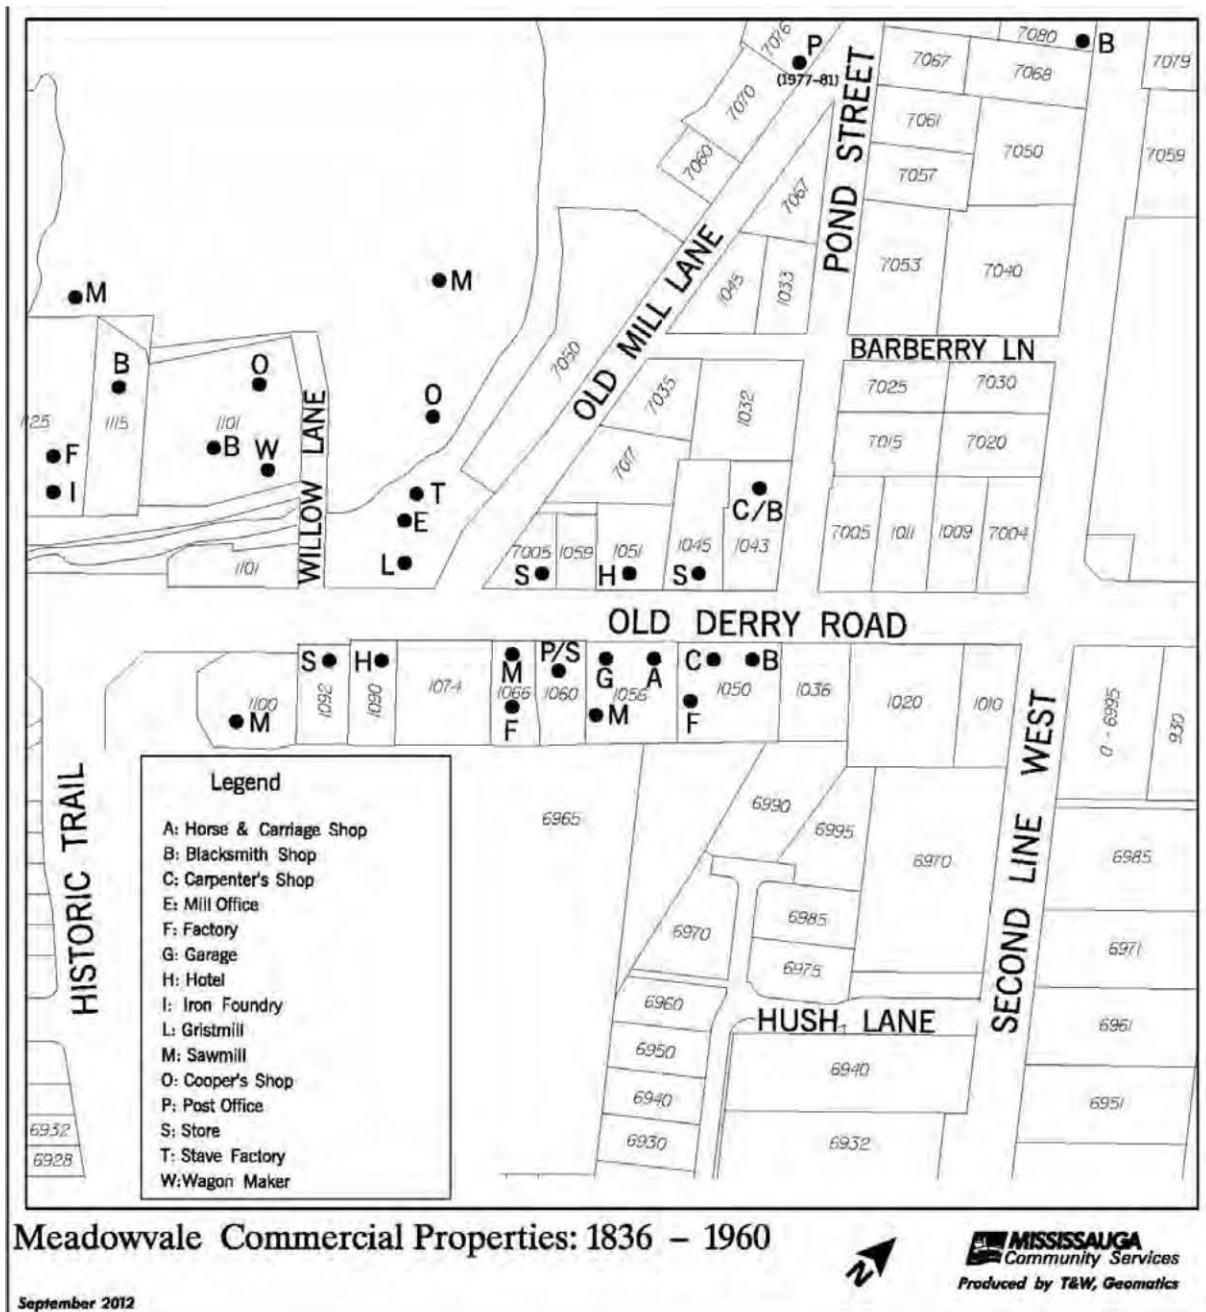 7076
P
(1977-81)
7080
B
7067
7068
7079
7070
7061
7050
7059
7060
7057
7067
POND STREET
7053
7040
1045
1033
OLD MILL LANE
M
M
BARBERRY LN
7050
7025
7030
B
O
O
7035
1032
1125
1115
1101
7015
7020
WILLOW LANE
B
W
7017
F
I
T
C/B
E
7005
1059
1051
1045
1043
7005
1011
1009
7004
1101
L
S
H
S
OLD DERRY ROAD
S
H
M
P/S
G
A
C
B
1100
1092
1090
1074
1066
1060
1056
1050
1036
1020
1010
0-6995
930
M
F
M
F
SECOND LINE WEST
HISTORIC TRAIL
6965
6990
6995
6970
6985
6985
6970
6971
6975
6960
HUSH LANE
6961
6950
6940
6940
6951
6930
6932
6932
6928
Legend
A: Horse & Carriage Shop
B: Blacksmith Shop
C: Carpenter's Shop
E: Mill Office
F: Factory
G: Garage
H: Hotel
I: Iron Foundry
L: Gristmill
M: Sawmill
O: Cooper's Shop
P: Post Office
S: Store
T: Stave Factory
W: Wagon Maker
Meadowvale Commercial Properties: 1836 – 1960
N
MISSISSAUGA
Community Services
Produced by T&W, Geomatics
September 2012